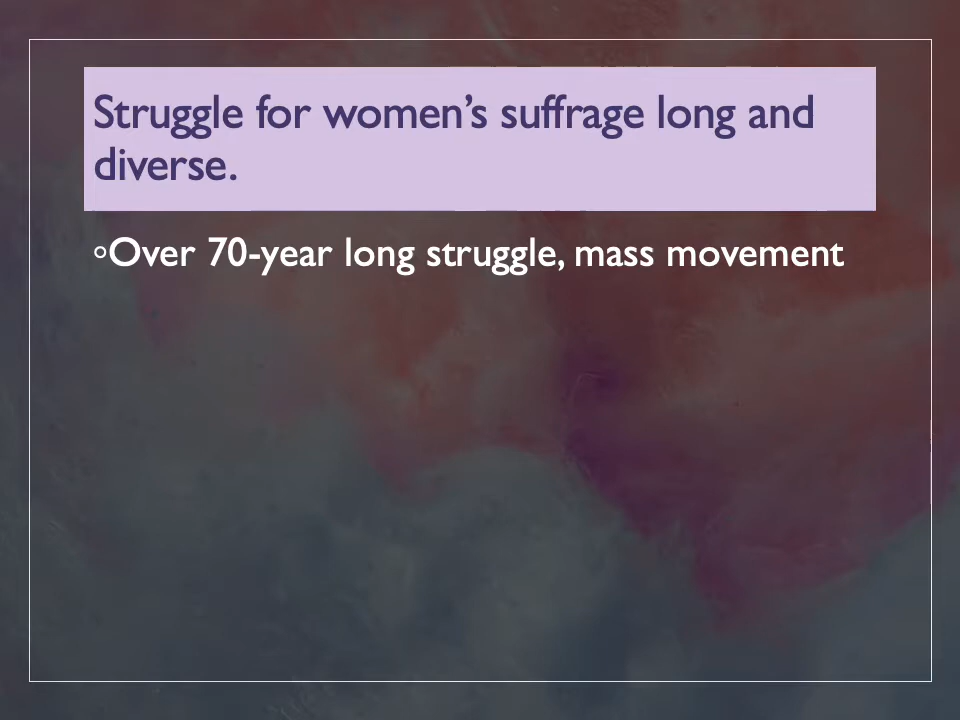 Struggle for women’s suffrage long and
diverse.
◦Over 70-year long struggle, mass movement